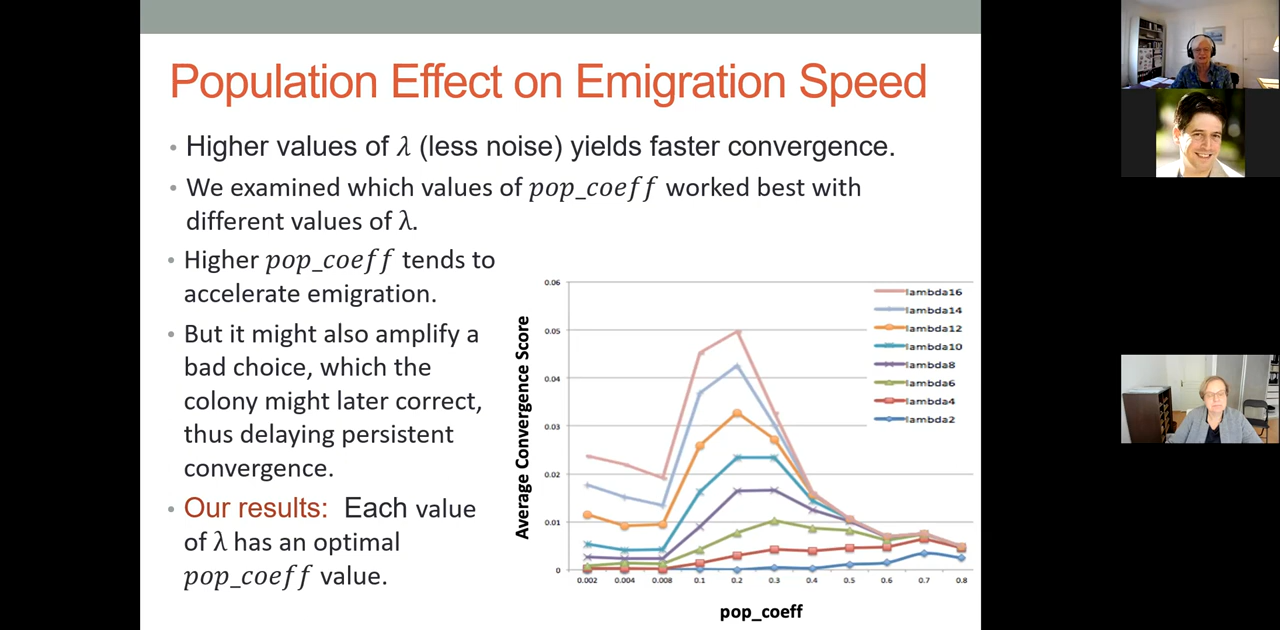 Population Effect on Emigration Speed
• Higher values of λ (less noise) yields faster convergence.
• We examined which values of pop_coeff worked best with
different values of λ.
• Higher pop_coeff tends to
accelerate emigration.
• But it might also amplify a
bad choice, which the
colony might later correct,
thus delaying persistent
convergence.
• Our results: Each value
of λ has an optimal
pop_coeff value.
Average Convergence Score
0.06
0.05
0.04
0.03
0.02
0.01
0
lambda16
lambda14
lambda12
lambda10
lambda8
lambda6
lambda4
lambda2
0.002 0.004 0.008 0.1 0.2 0.3 0.4 0.5 0.6 0.7 0.8
pop_coeff